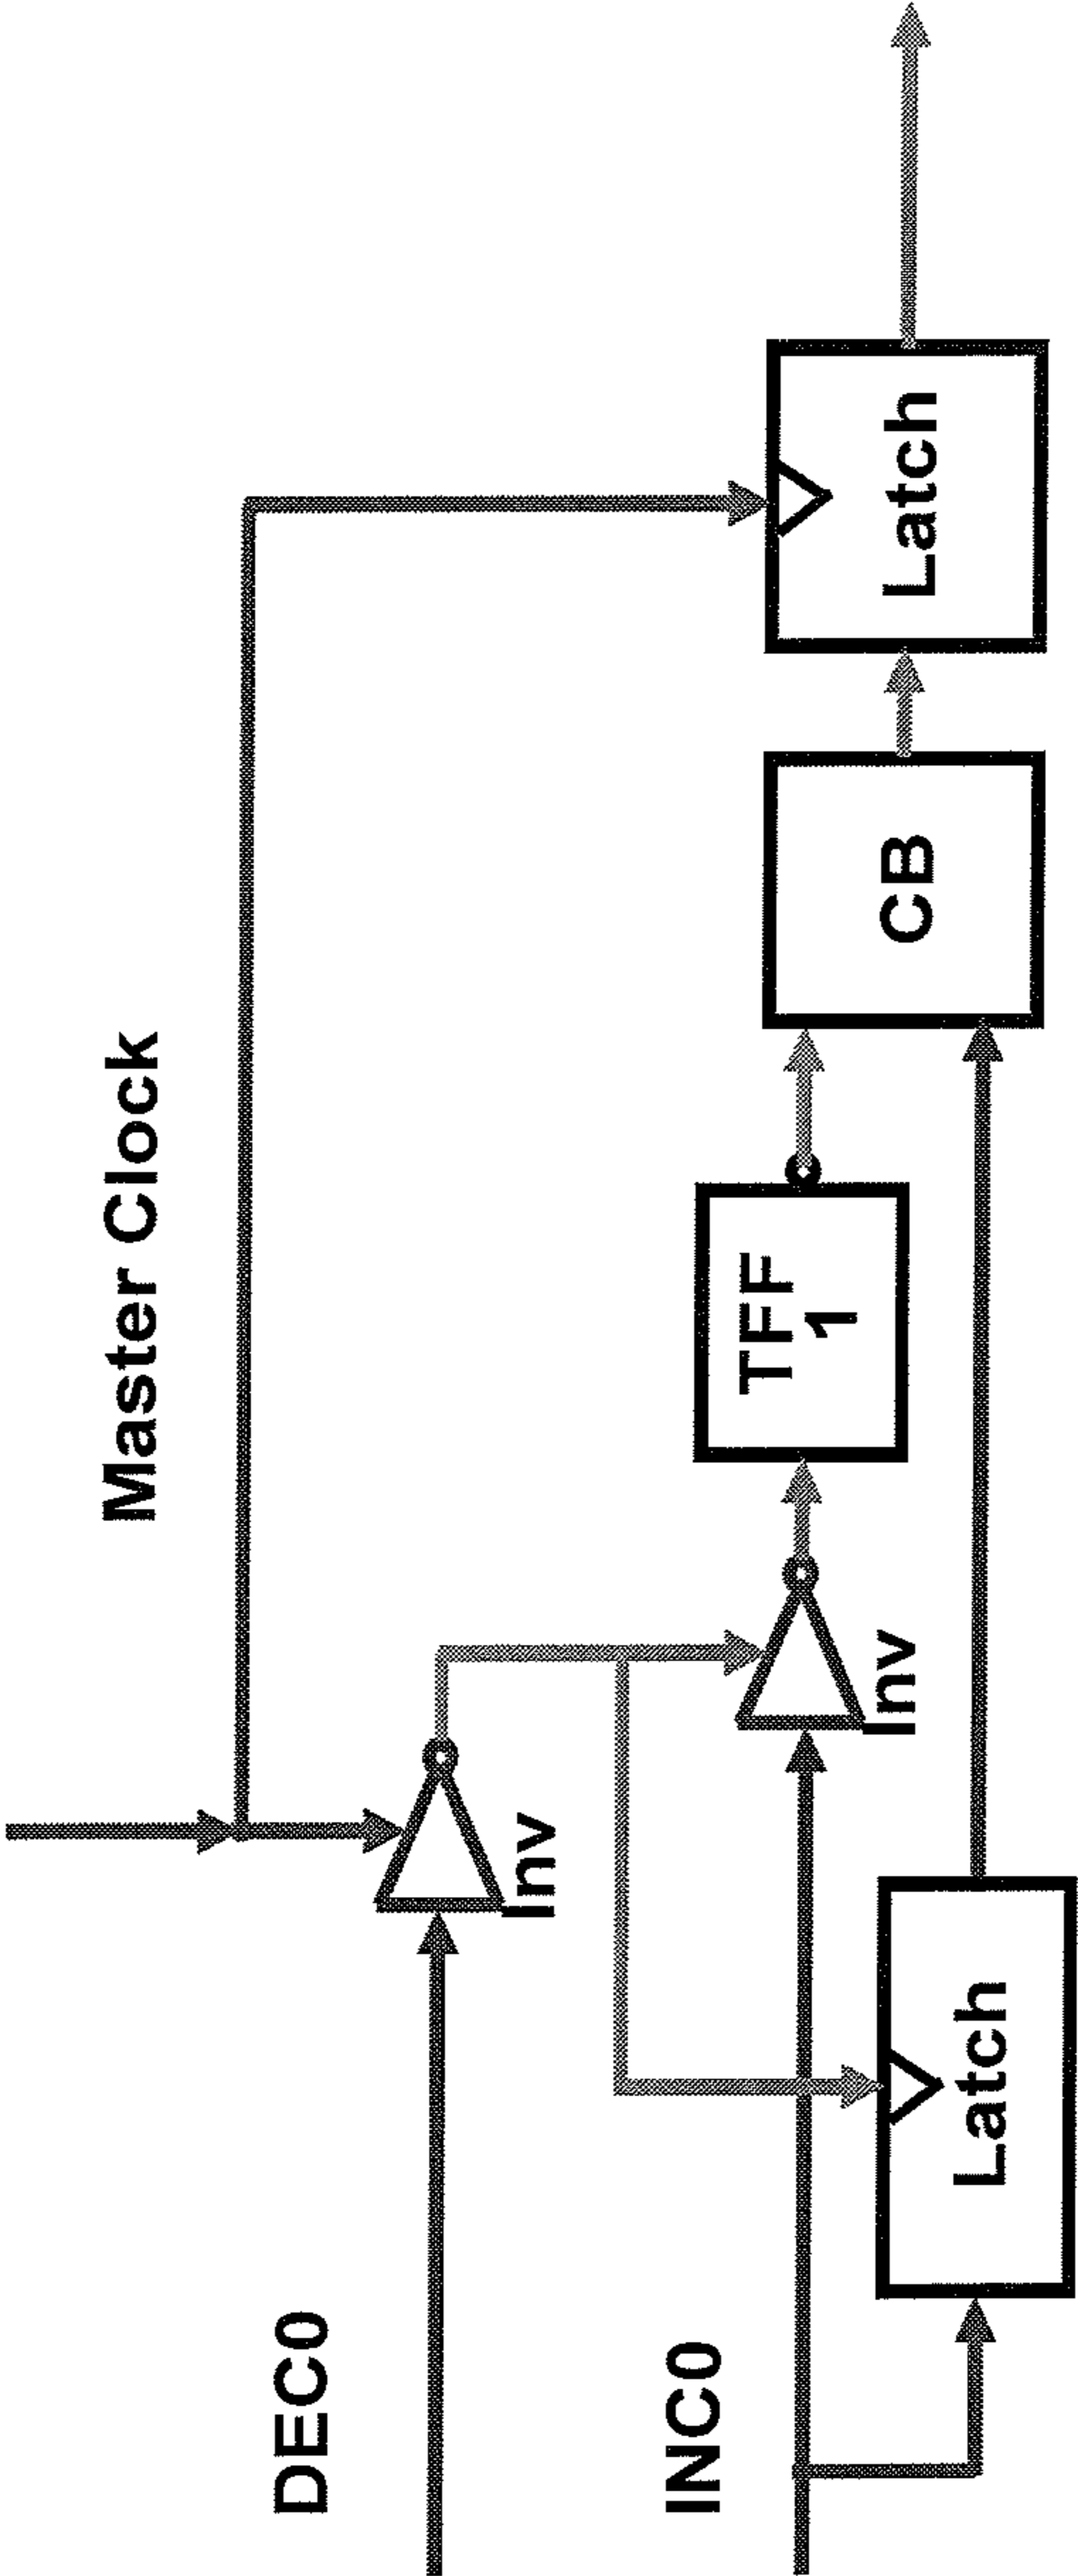 Master Clock
DEC0
Inv
INC0
Inv
TFF
1
CB
Latch
Latch